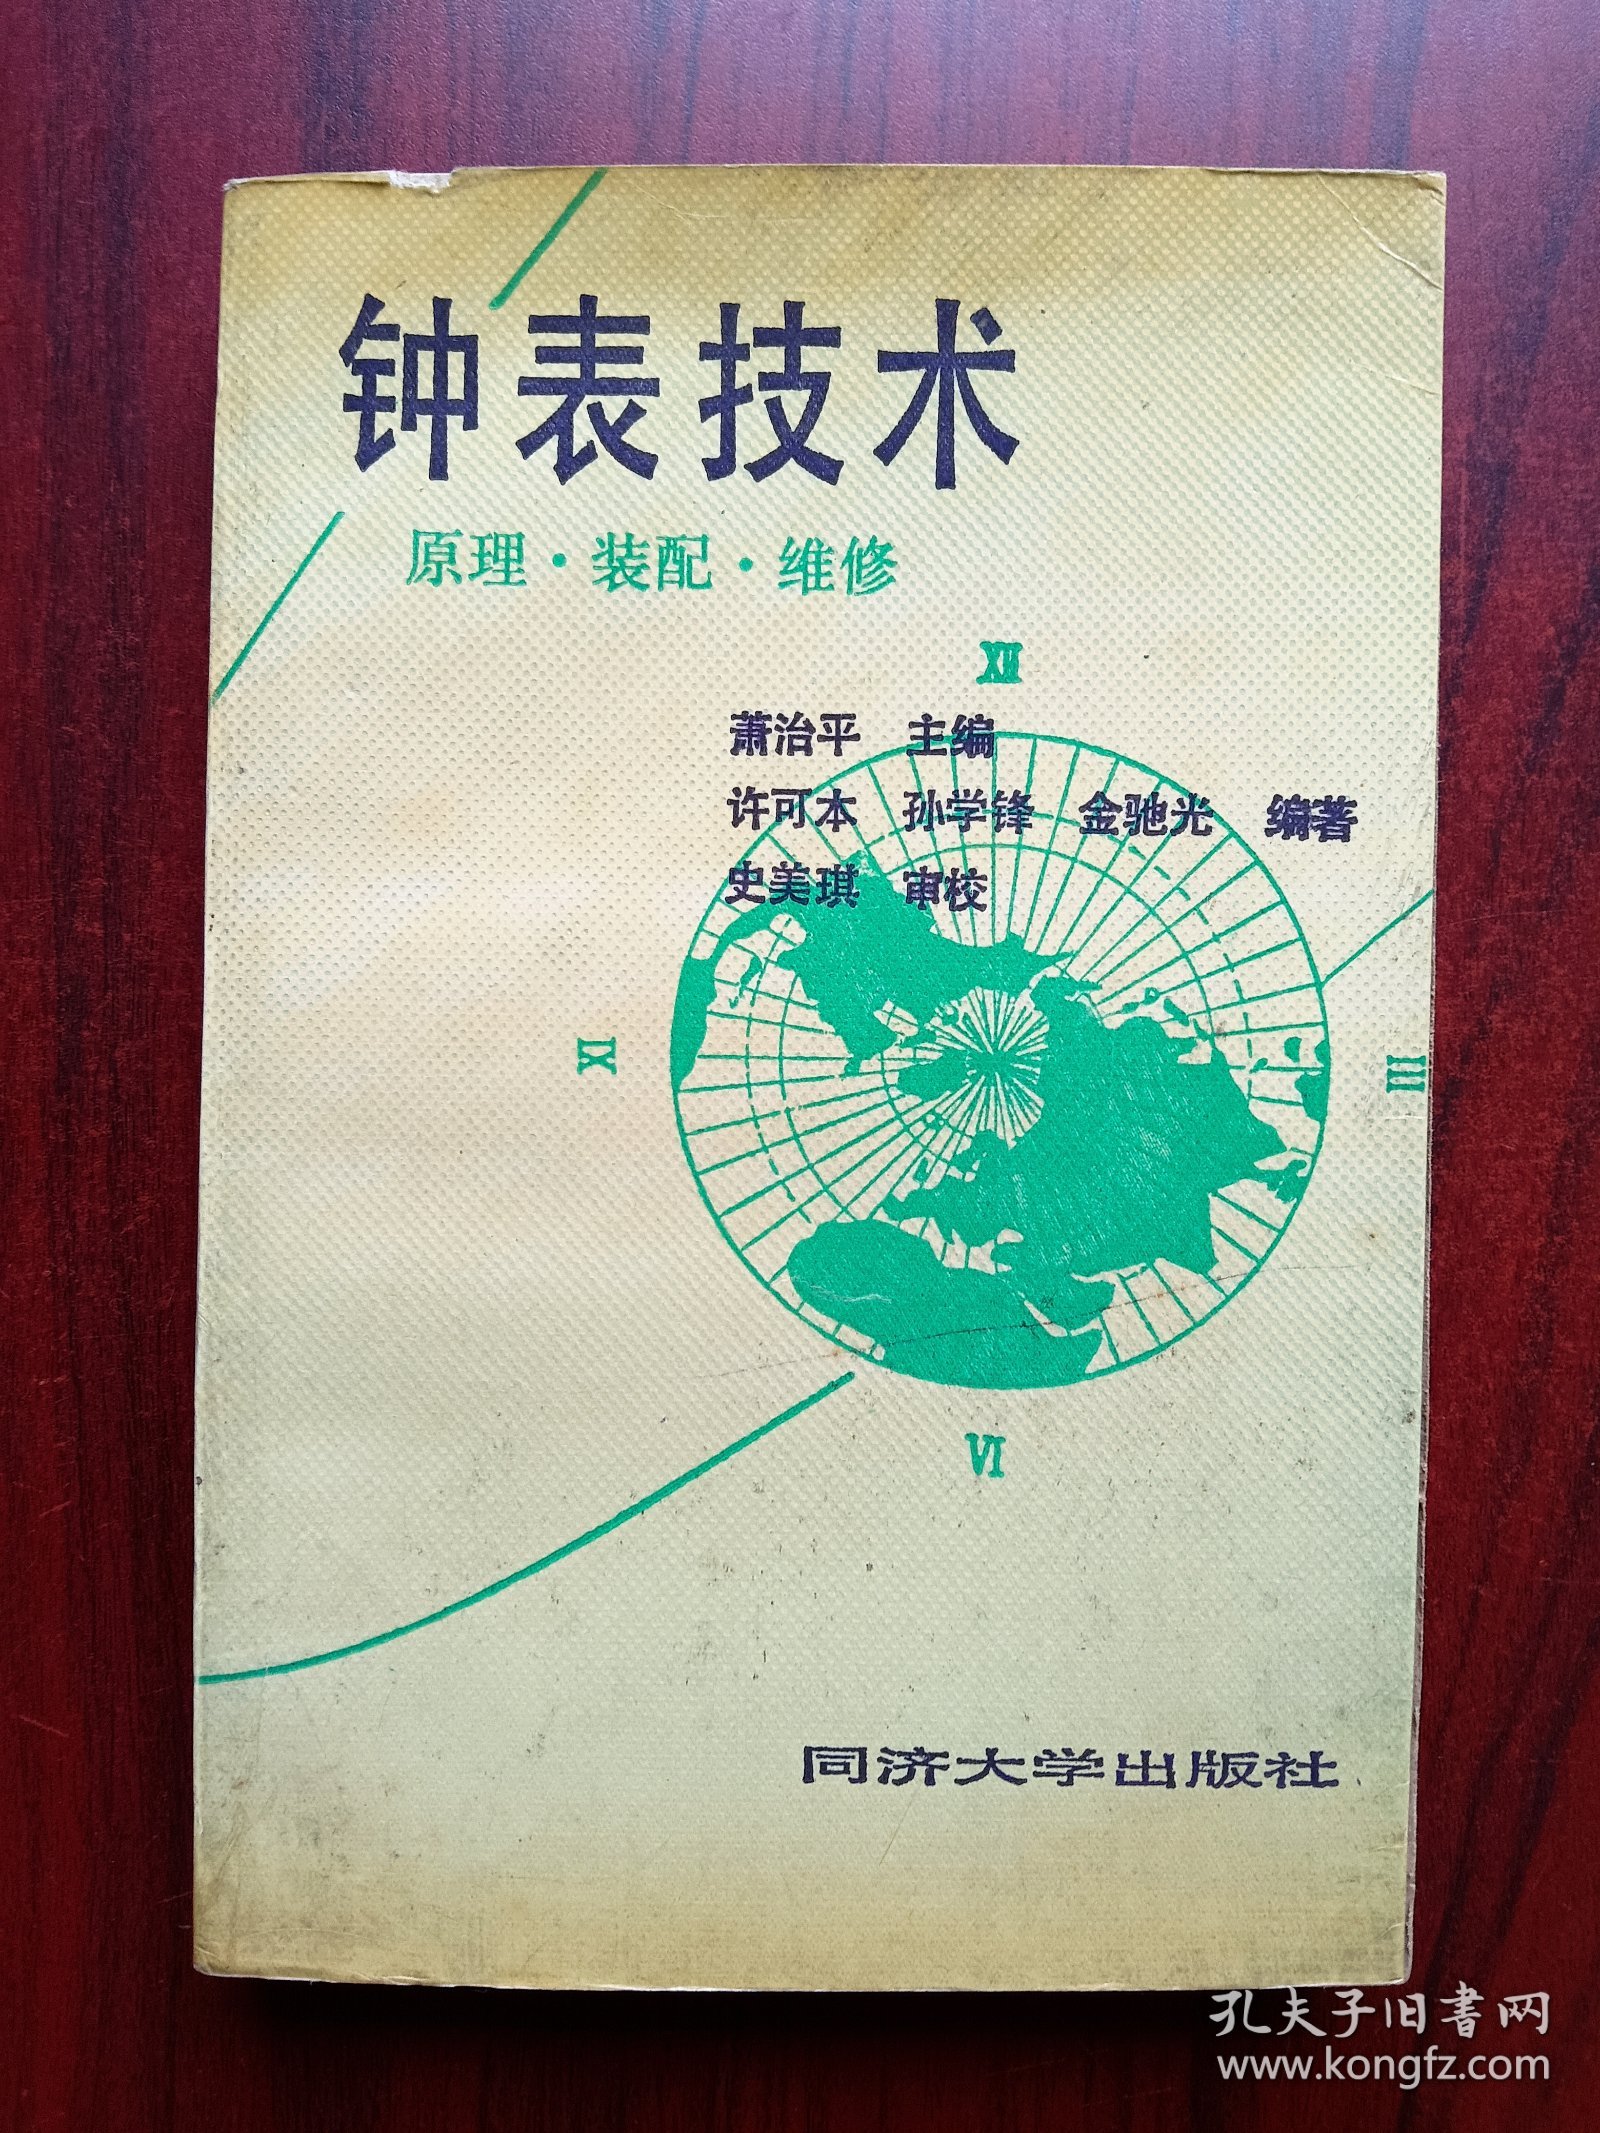 钟表技术
原理·装配·维修
XII
萧治平 主编
许可本 孙学锋 金驰光 编著
史美琪 审校
IX
III
VI
同济大学出版社
孔夫子旧书网
www.kongfz.com